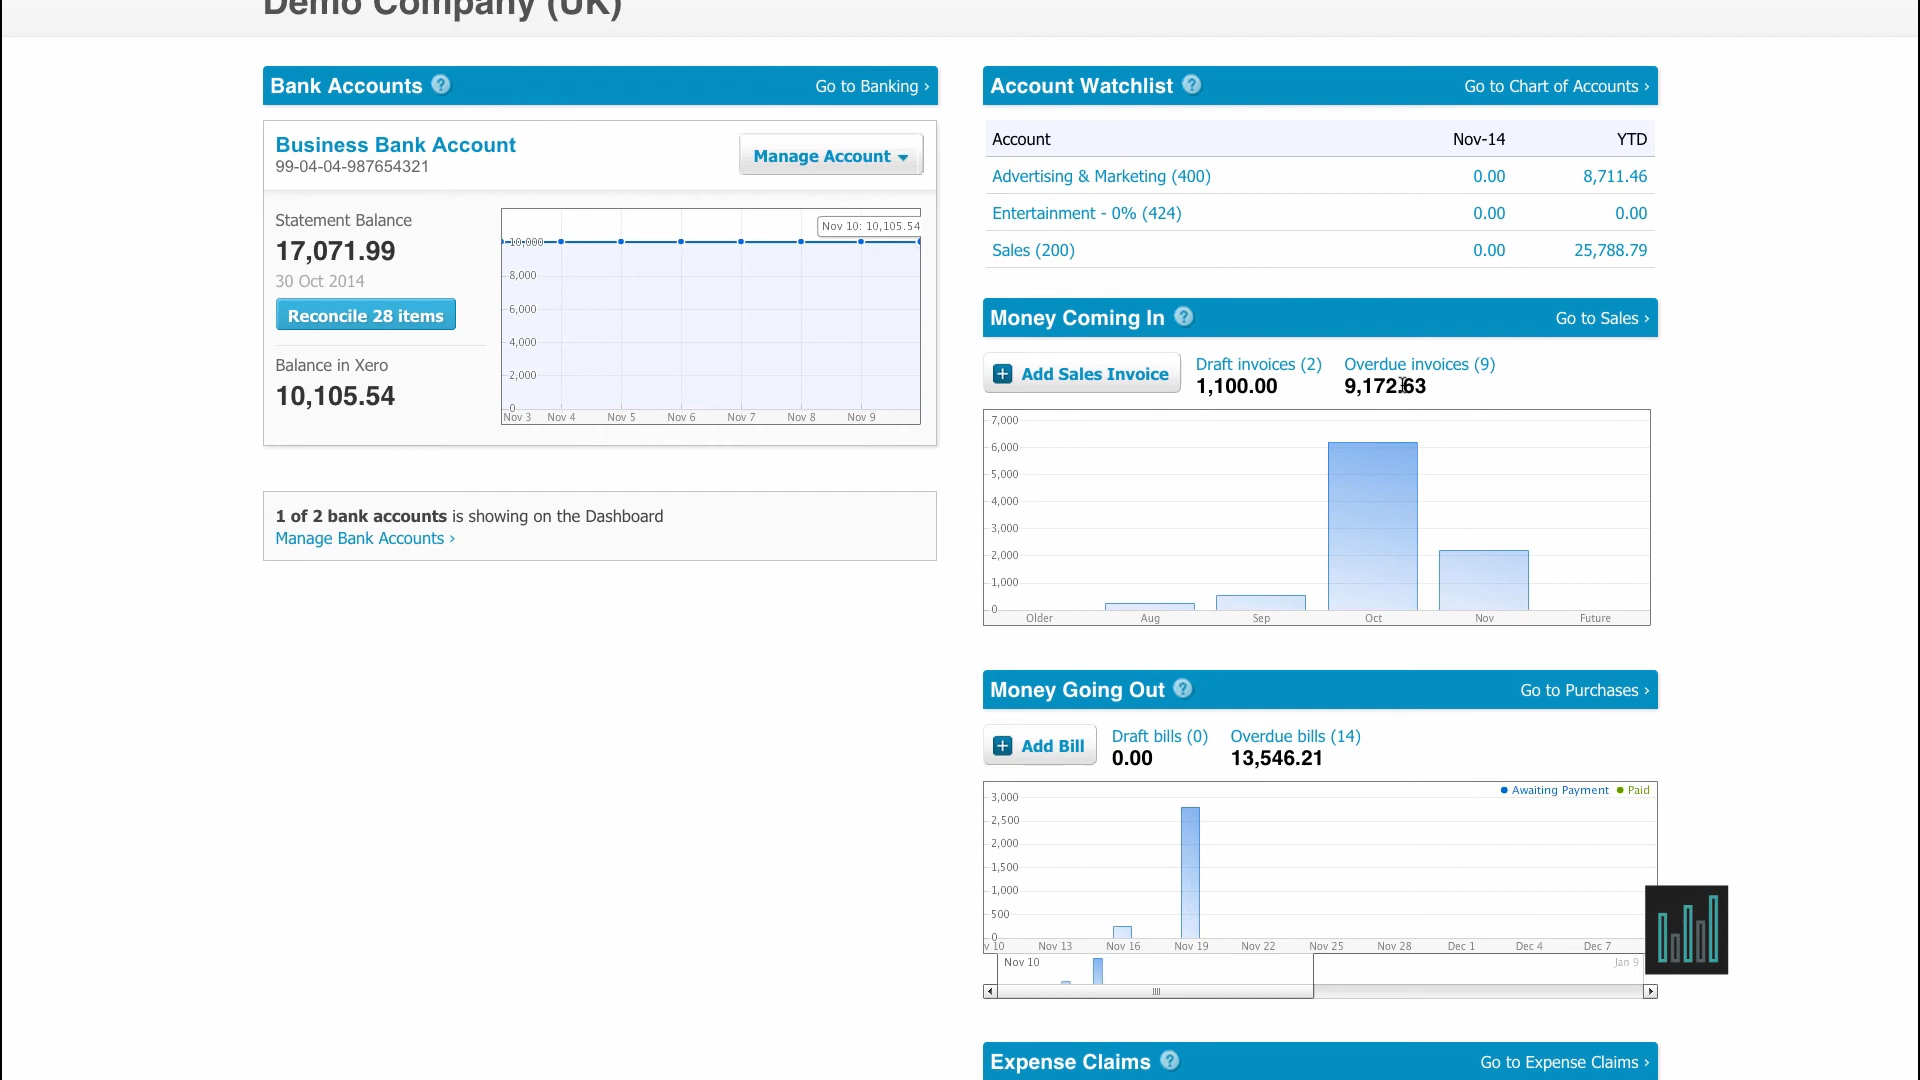 Demo Company (UK)
Bank Accounts ?
Go to Banking ›
Business Bank Account
99-04-04-987654321
Manage Account
Statement Balance
17,071.99
30 Oct 2014
Reconcile 28 items
Balance in Xero
10,105.54
Nov 10: 10,105.54
10,000
8,000
6,000
4,000
2,000
0
Nov 3 Nov 4 Nov 5 Nov 6 Nov 7 Nov 8 Nov 9
1 of 2 bank accounts is showing on the Dashboard
Manage Bank Accounts ›
Account Watchlist ?
Go to Chart of Accounts ›
Account Nov-14 YTD
Advertising & Marketing (400) 0.00 8,711.46
Entertainment - 0% (424) 0.00 0.00
Sales (200) 0.00 25,788.79
Money Coming In ?
Go to Sales ›
Add Sales Invoice
Draft invoices (2)
1,100.00
Overdue invoices (9)
9,172.63
7,000
6,000
5,000
4,000
3,000
2,000
1,000
0
Older Aug Sep Oct Nov Future
Money Going Out ?
Go to Purchases ›
Add Bill
Draft bills (0)
0.00
Overdue bills (14)
13,546.21
Awaiting Payment Paid
3,000
2,500
2,000
1,500
1,000
500
0
v 10 Nov 13 Nov 16 Nov 19 Nov 22 Nov 25 Nov 28 Dec 1 Dec 4 Dec 7
Nov 10 Jan 9
Expense Claims ?
Go to Expense Claims ›